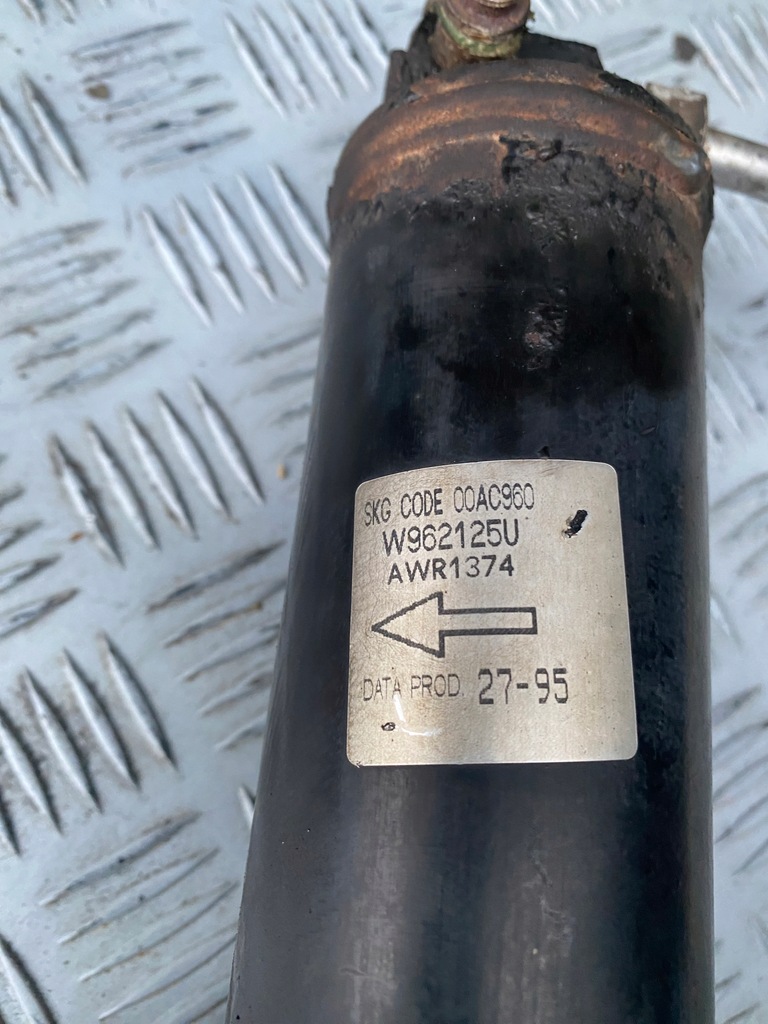 SKG CODE 00AC960
W962125U
AWR1374
DATA PROD. 27-95